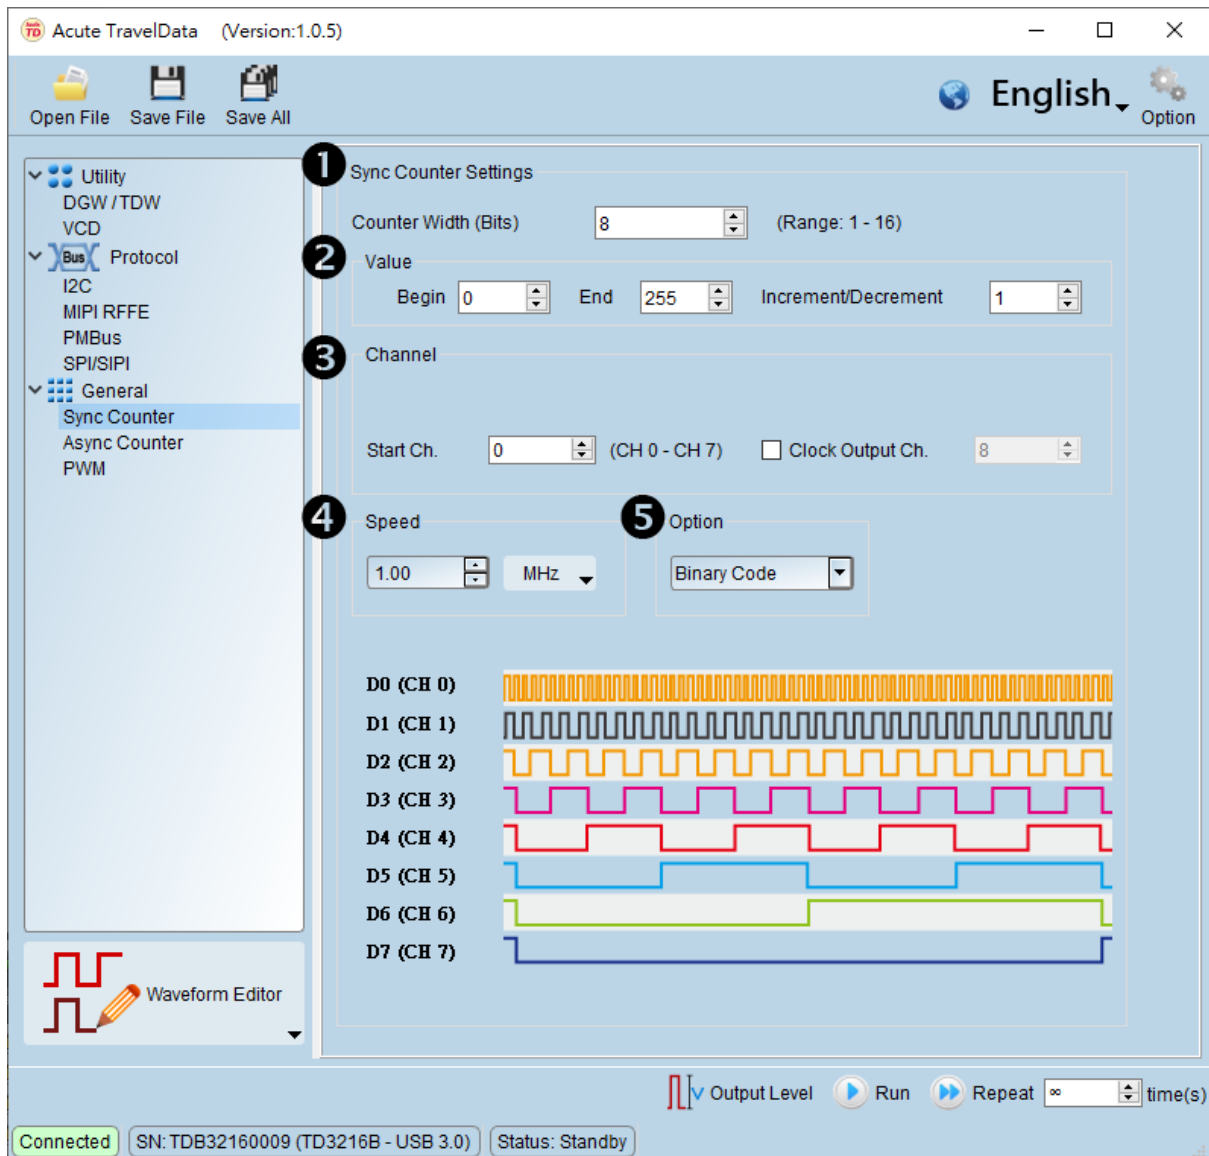 Acute TravelData (Version:1.0.5)
Open File Save File Save All English Option
Utility
DGW / TDW
VCD
Bus Protocol
I2C
MIPI RFFE
PMBus
SPI/SIPI
General
Sync Counter
Async Counter
PWM
Waveform Editor
1 Sync Counter Settings
Counter Width (Bits) 8 (Range: 1 - 16)
2 Value
Begin 0 End 255 Increment/Decrement 1
3 Channel
Start Ch. 0 (CH 0 - CH 7) Clock Output Ch. 8
4 Speed
1.00 MHz
5 Option
Binary Code
D0 (CH 0)
D1 (CH 1)
D2 (CH 2)
D3 (CH 3)
D4 (CH 4)
D5 (CH 5)
D6 (CH 6)
D7 (CH 7)
V Output Level Run Repeat ∞ time(s)
Connected SN: TDB32160009 (TD3216B - USB 3.0) Status: Standby